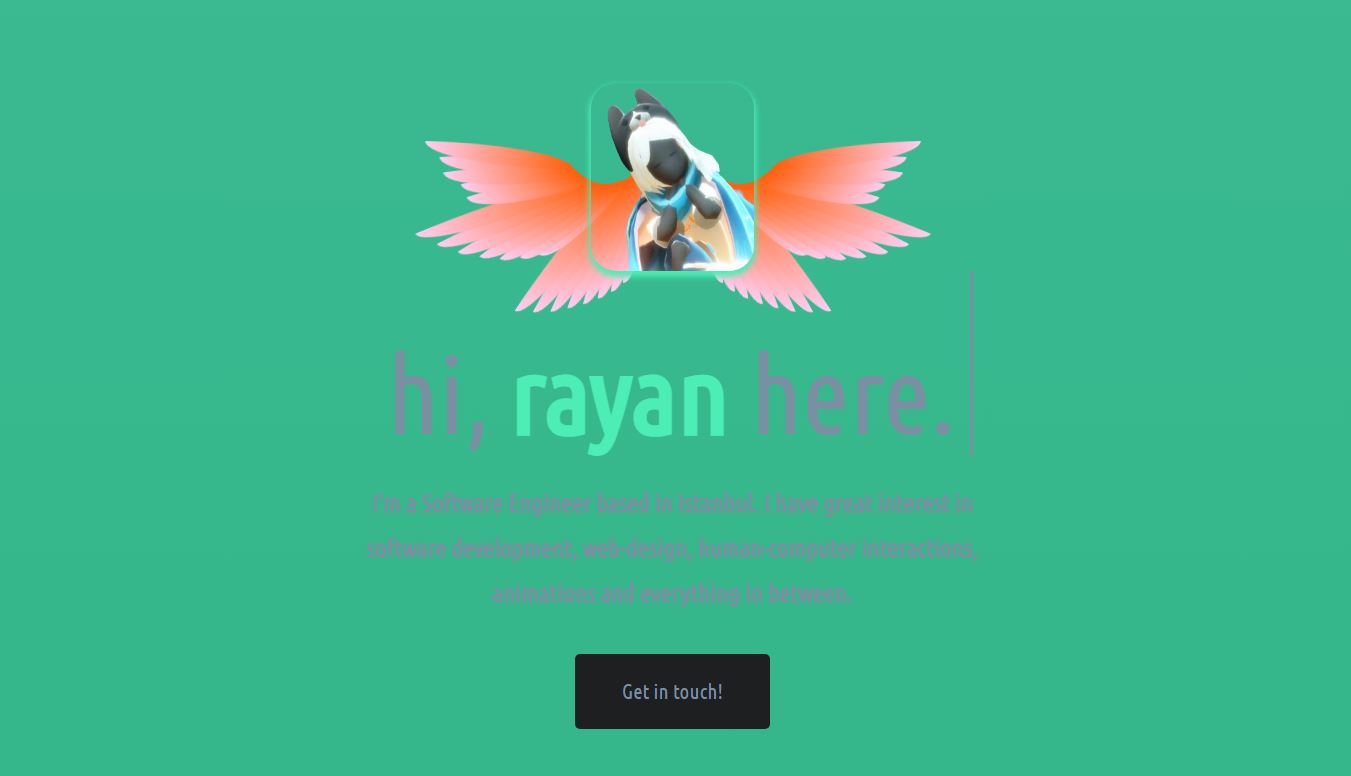 hi, rayan here.
I'm a Software Engineer based in Istanbul. I have great interest in
software development, web-design, human-computer interactions,
animations and everything in between.
Get in touch!